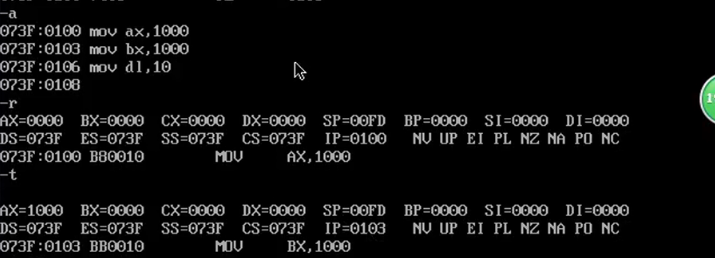 -a
073F:0100 mov ax,1000
073F:0103 mov bx,1000
073F:0106 mov dl,10
073F:0108
-r
AX=0000  BX=0000  CX=0000  DX=0000  SP=00FD  BP=0000  SI=0000  DI=0000
DS=073F  ES=073F  SS=073F  CS=073F  IP=0100   NV UP EI PL NZ NA PO NC
073F:0100 B80010        MOV     AX,1000
-t
AX=1000  BX=0000  CX=0000  DX=0000  SP=00FD  BP=0000  SI=0000  DI=0000
DS=073F  ES=073F  SS=073F  CS=073F  IP=0103   NV UP EI PL NZ NA PO NC
073F:0103 BB0010        MOV     BX,1000